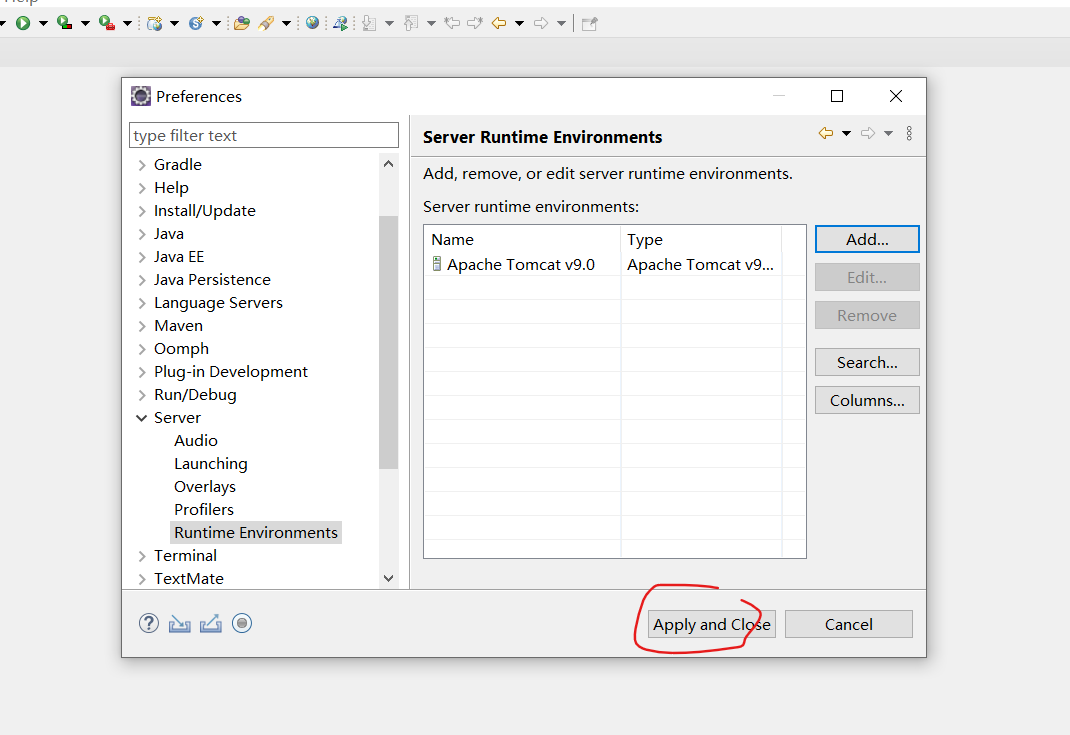 Help
Preferences
type filter text
Gradle
Help
Install/Update
Java
Java EE
Java Persistence
Language Servers
Maven
Oomph
Plug-in Development
Run/Debug
Server
Audio
Launching
Overlays
Profilers
Runtime Environments
Terminal
TextMate
Server Runtime Environments
Add, remove, or edit server runtime environments.
Server runtime environments:
Name Type
Apache Tomcat v9.0 Apache Tomcat v9...
Add...
Edit...
Remove
Search...
Columns...
Apply and Close Cancel